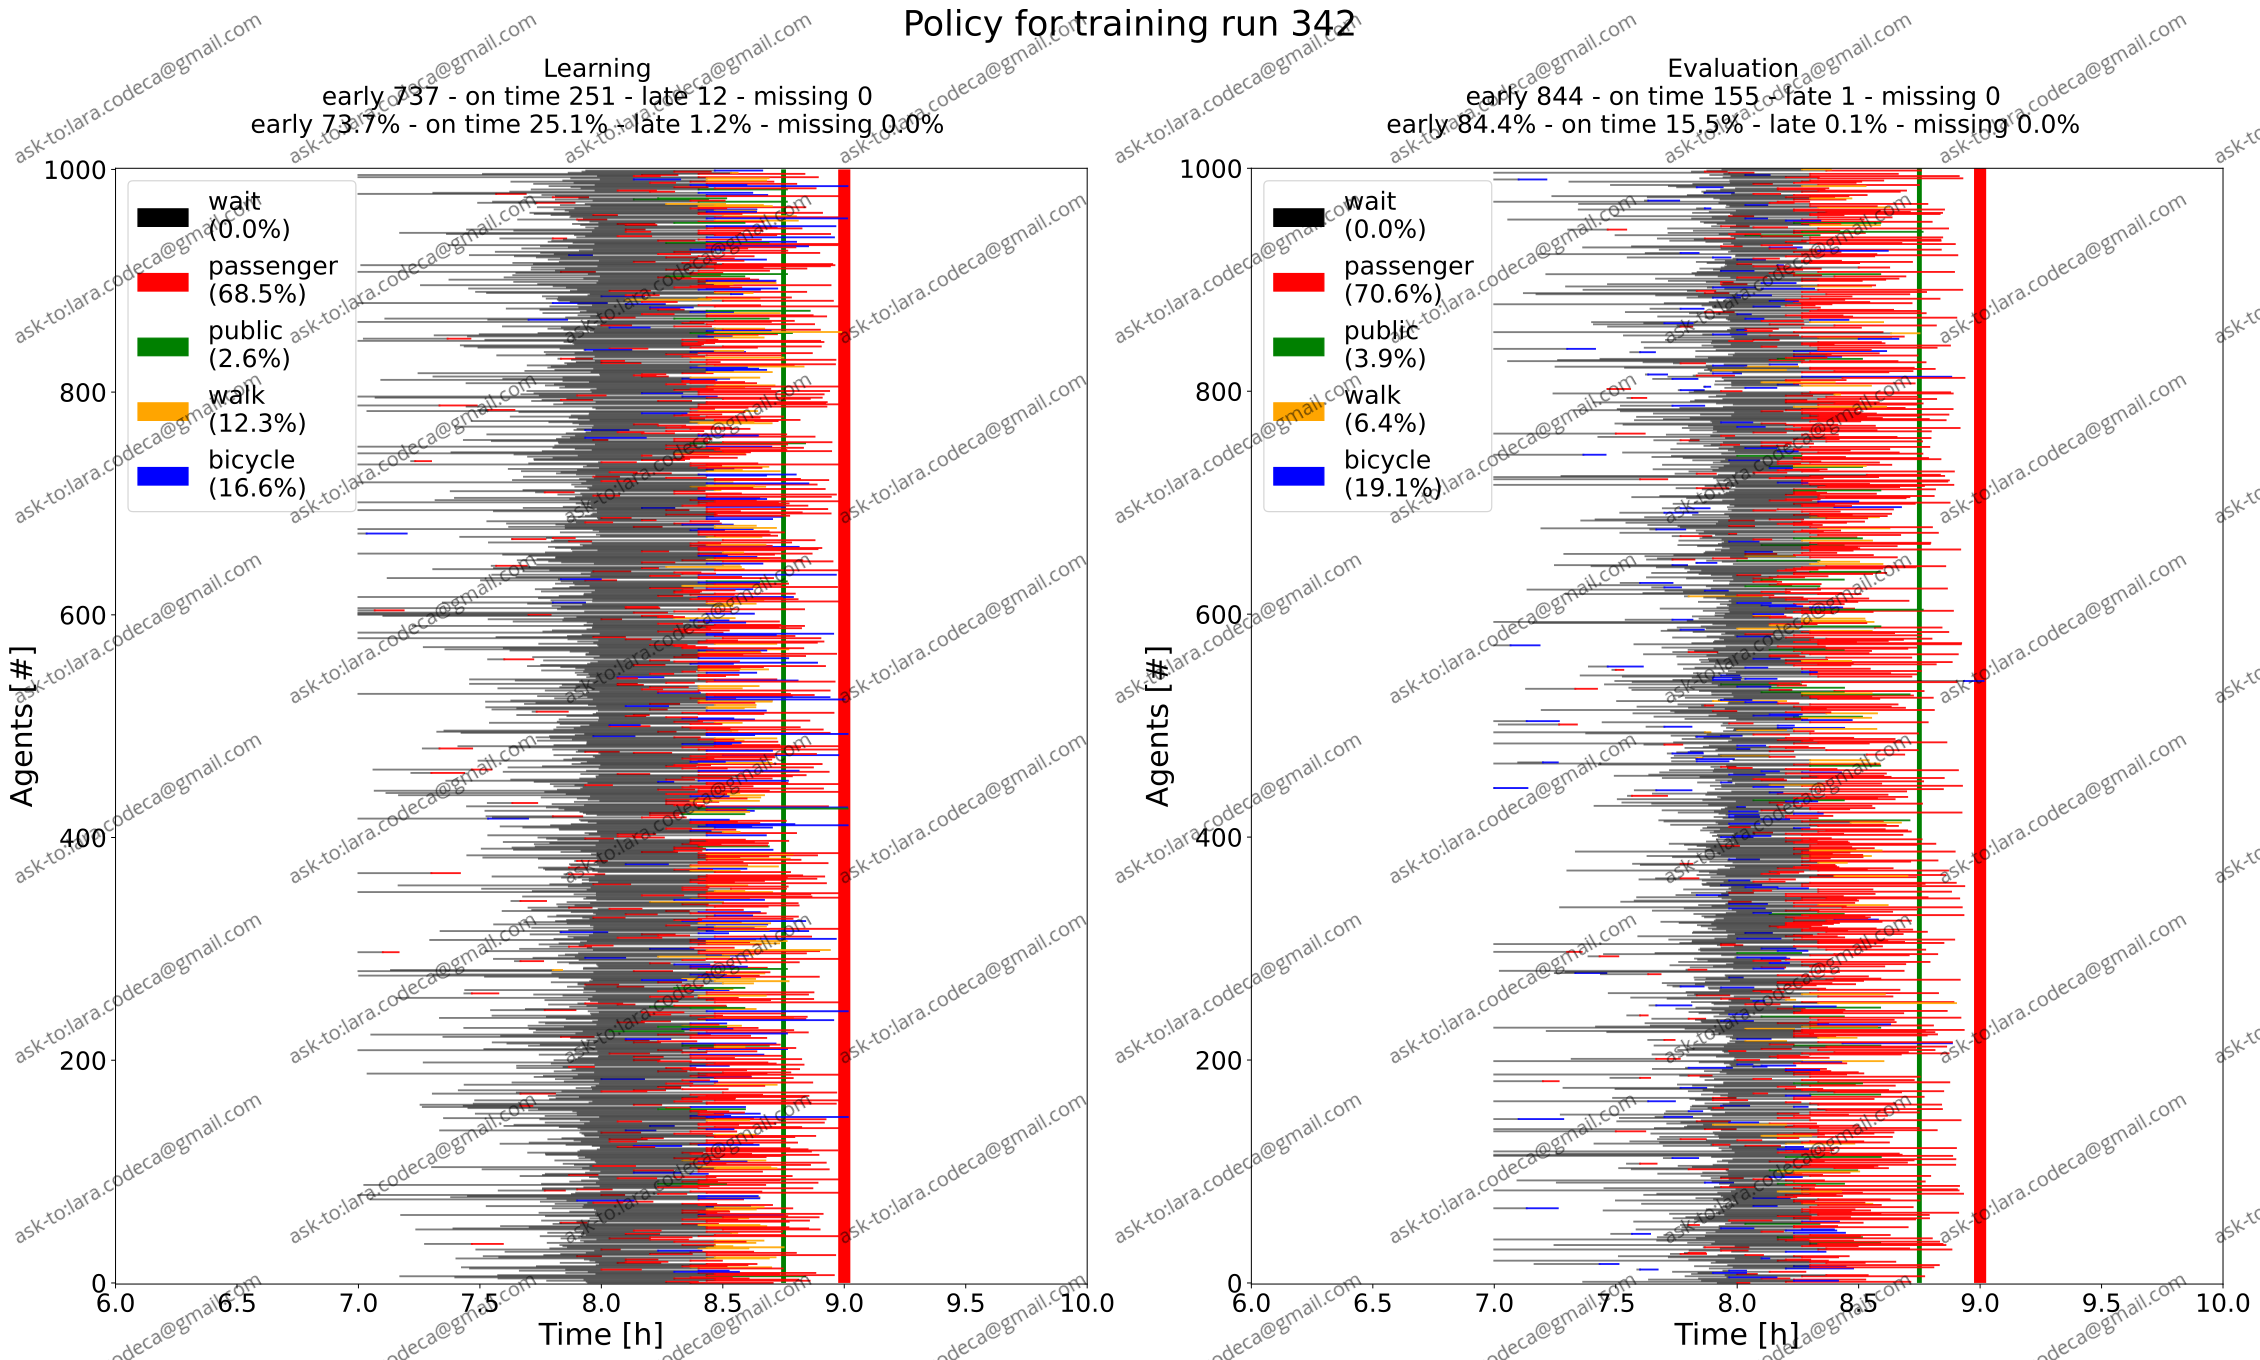 Policy for training run 342
Learning
early 737 - on time 251 - late 12 - missing 0
early 73.7% - on time 25.1% - late 1.2% - missing 0.0%
1000
800
600
400
200
0
Agents [#]
wait
(0.0%)
passenger
(68.5%)
public
(2.6%)
walk
(12.3%)
bicycle
(16.6%)
6.0 6.5 7.0 7.5 8.0 8.5 9.0 9.5 10.0
Time [h]
Evaluation
early 844 - on time 155 - late 1 - missing 0
early 84.4% - on time 15.5% - late 0.1% - missing 0.0%
1000
800
600
400
200
0
Agents [#]
wait
(0.0%)
passenger
(70.6%)
public
(3.9%)
walk
(6.4%)
bicycle
(19.1%)
6.0 6.5 7.0 7.5 8.0 8.5 9.0 9.5 10.0
Time [h]
ask-to:lara.codeca@gmail.com